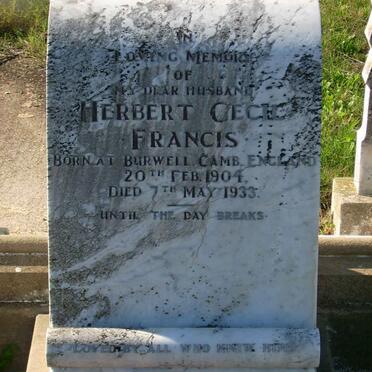 IN
LOVING MEMORY
OF
MY DEAR HUSBAND
HERBERT CECIL
FRANCIS
BORN AT BURWELL CAMB. ENGLAND
20TH FEB. 1904.
DIED 7TH MAY 1933.
UNTIL THE DAY BREAKS
LOVED BY ALL WHO KNEW HIM